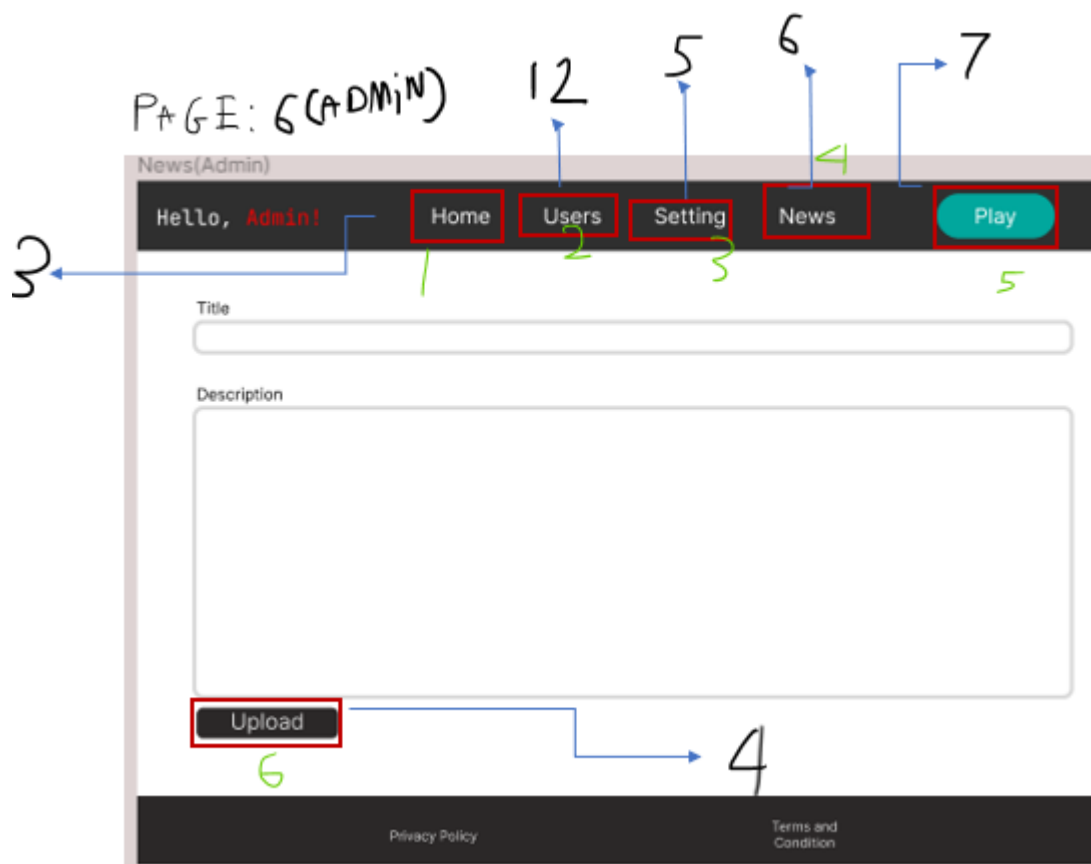 6
7
5
12
PAGE: 6 (ADMiN)
4
News(Admin)
Hello, Admin! Home Users Setting News Play
2
3
1
5
3
Title
Description
Upload
4
6
Privacy Policy
Terms and
Condition